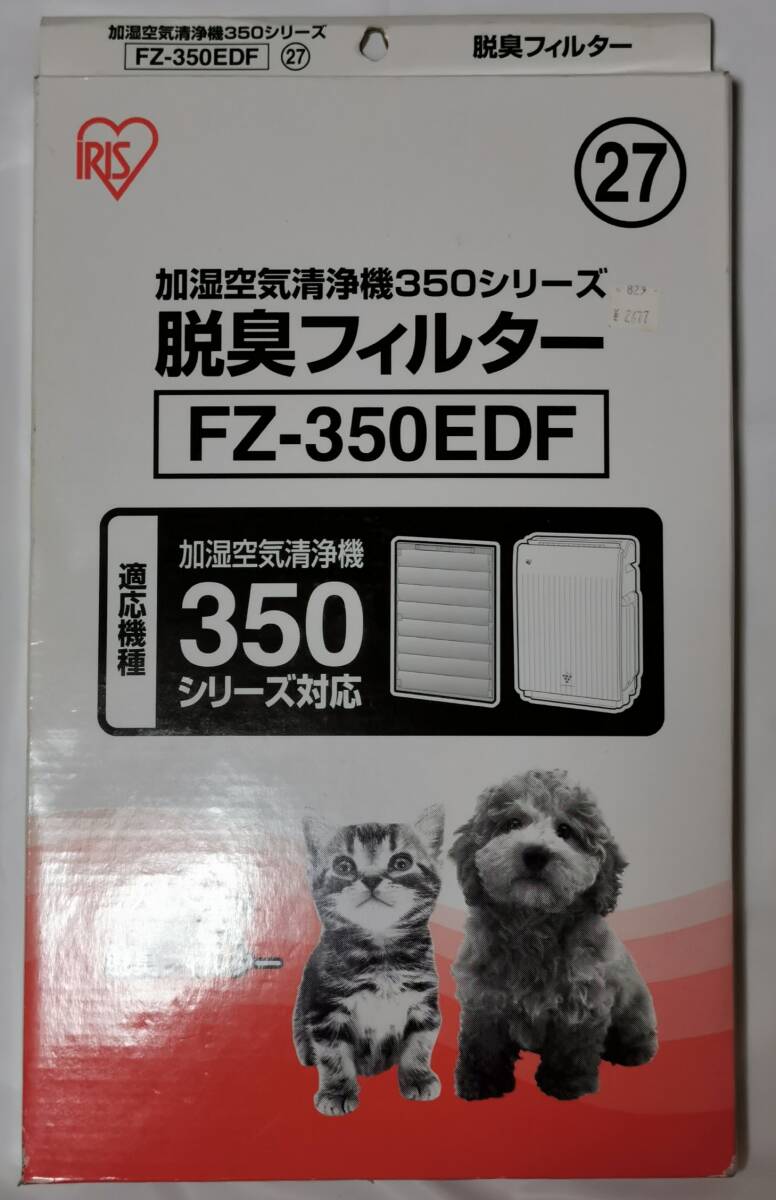 加湿空気清浄機350シリーズ
FZ-350EDF ㉗
脱臭フィルター
IRIS
27
加湿空気清浄機350シリーズ
脱臭フィルター
FZ-350EDF
適応機種
加湿空気清浄機
350
シリーズ対応